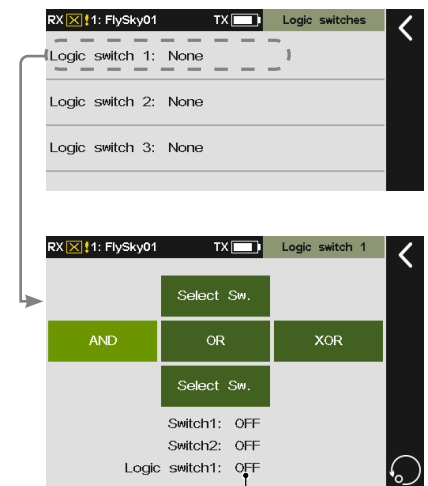 RX !1: FlySky01 TX Logic switches
Logic switch 1: None
Logic switch 2: None
Logic switch 3: None
RX !1: FlySky01 TX Logic switch 1
Select Sw.
AND OR XOR
Select Sw.
Switch1: OFF
Switch2: OFF
Logic switch1: OFF